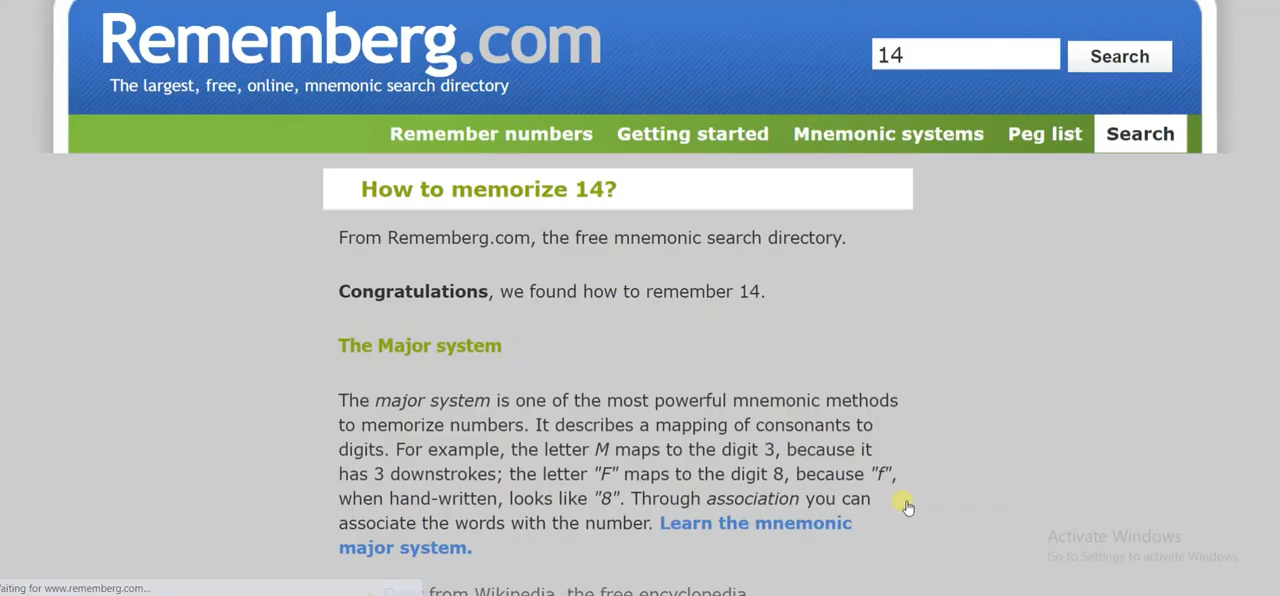 Rememberg.com
The largest, free, online, mnemonic search directory
14
Search
Remember numbers Getting started Mnemonic systems Peg list Search
How to memorize 14?
From Rememberg.com, the free mnemonic search directory.
Congratulations, we found how to remember 14.
The Major system
The major system is one of the most powerful mnemonic methods
to memorize numbers. It describes a mapping of consonants to
digits. For example, the letter M maps to the digit 3, because it
has 3 downstrokes; the letter "F" maps to the digit 8, because "f",
when hand-written, looks like "8". Through association you can
associate the words with the number. Learn the mnemonic
major system.
Activate Windows
Go to Settings to activate Windows.
aiting for www.rememberg.com...
from Wikipedia, the free encyclopedia